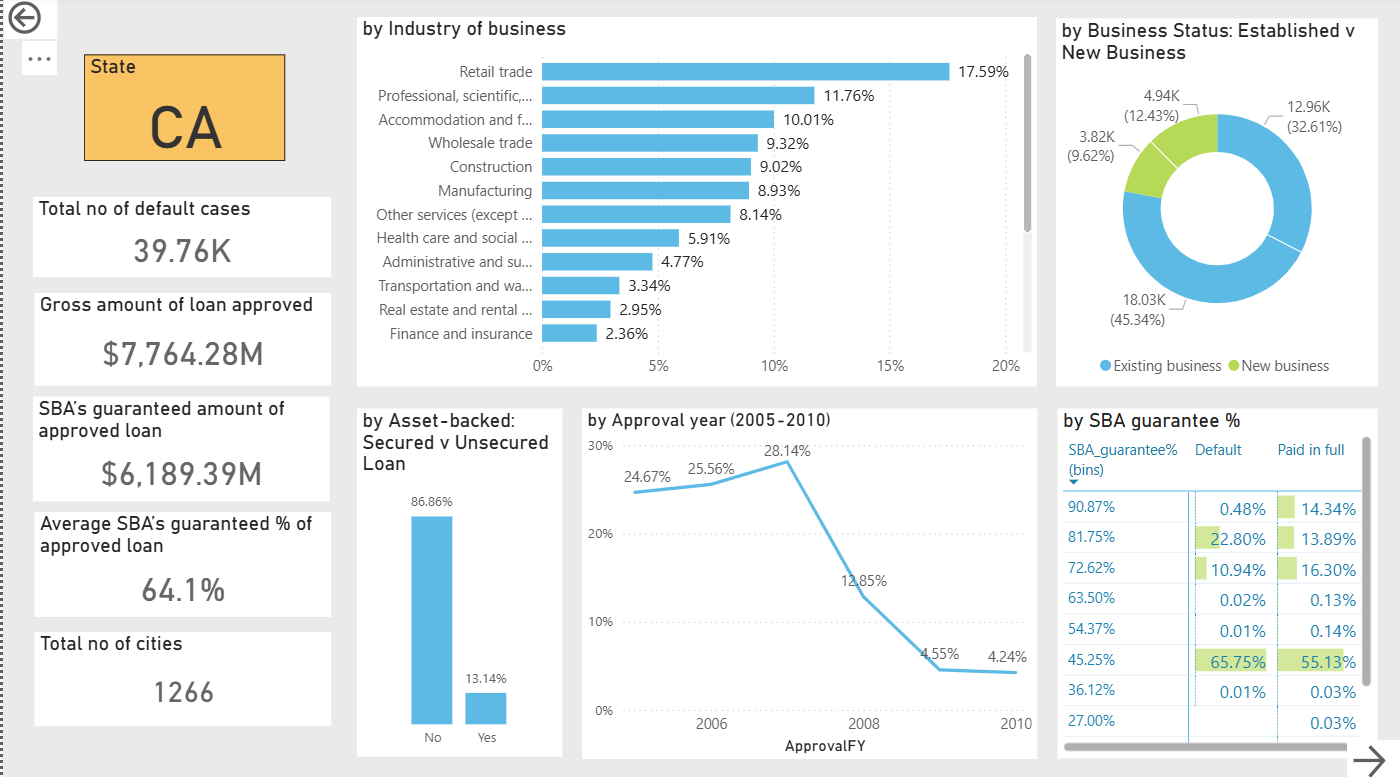 State
CA
Total no of default cases
39.76K
Gross amount of loan approved
$7,764.28M
SBA's guaranteed amount of
approved loan
$6,189.39M
Average SBA's guaranteed % of
approved loan
64.1%
Total no of cities
1266
by Industry of business
Retail trade 17.59%
Professional, scientific,... 11.76%
Accommodation and f... 10.01%
Wholesale trade 9.32%
Construction 9.02%
Manufacturing 8.93%
Other services (except ... 8.14%
Health care and social ... 5.91%
Administrative and su... 4.77%
Transportation and wa... 3.34%
Real estate and rental ... 2.95%
Finance and insurance 2.36%
0% 5% 10% 15% 20%
by Business Status: Established v
New Business
4.94K
(12.43%)
12.96K
(32.61%)
3.82K
(9.62%)
18.03K
(45.34%)
Existing business New business
by Asset-backed:
Secured v Unsecured
Loan
86.86%
13.14%
No Yes
by Approval year (2005-2010)
30%
20%
10%
0%
24.67% 25.56% 28.14% 12.85% 4.55% 4.24%
2006 2008 2010
ApprovalFY
by SBA guarantee %
SBA_guarantee% Default Paid in full
(bins)
90.87% 0.48% 14.34%
81.75% 22.80% 13.89%
72.62% 10.94% 16.30%
63.50% 0.02% 0.13%
54.37% 0.01% 0.14%
45.25% 65.75% 55.13%
36.12% 0.01% 0.03%
27.00% 0.03%